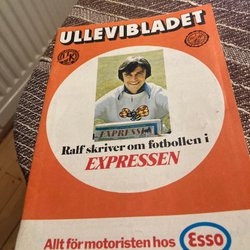 ULLEVIBLADET
EXPRESSEN
Ralf skriver om fotbollen i
EXPRESSEN
Allt för motoristen hos
Esso